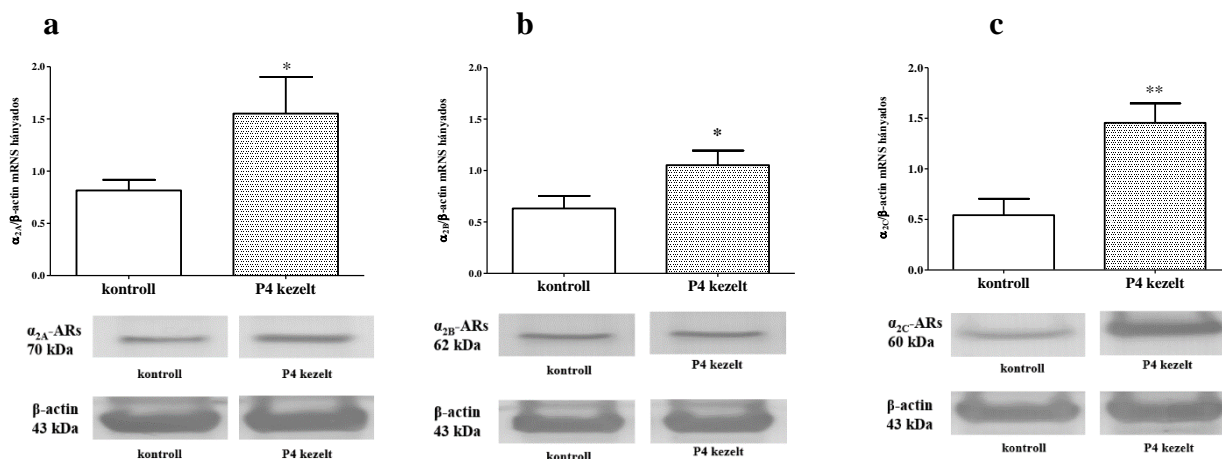 a
α2A/β-actin mRNS hányados
2.0
1.5
1.0
0.5
0.0
*
kontroll
P4 kezelt
α2A-ARs
70 kDa
kontroll
P4 kezelt
β-actin
43 kDa
kontroll
P4 kezelt
b
α2B/β-actin mRNS hányados
2.0
1.5
1.0
0.5
0.0
*
kontroll
P4 kezelt
α2B-ARs
62 kDa
kontroll
P4 kezelt
β-actin
43 kDa
kontroll
P4 kezelt
c
α2C/β-actin mRNS hányados
2.0
1.5
1.0
0.5
0.0
**
kontroll
P4 kezelt
α2C-ARs
60 kDa
kontroll
P4 kezelt
β-actin
43 kDa
kontroll
P4 kezelt